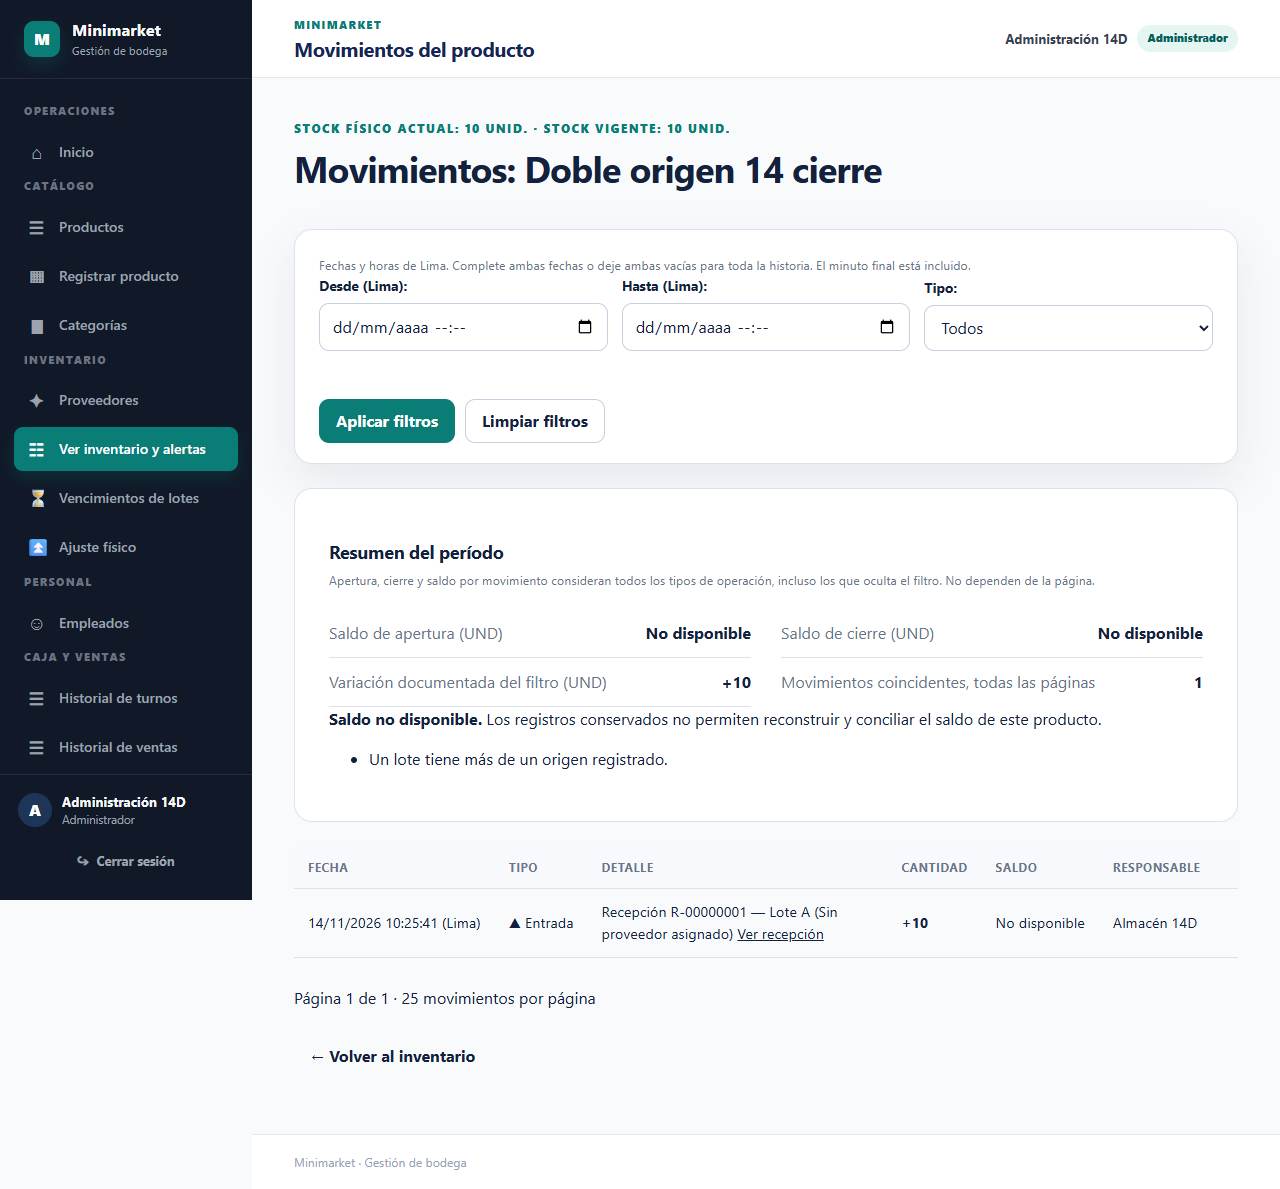 M
Minimarket
Gestión de bodega
OPERACIONES
Inicio
CATÁLOGO
Productos
Registrar producto
Categorías
INVENTARIO
Proveedores
Ver inventario y alertas
Vencimientos de lotes
Ajuste físico
PERSONAL
Empleados
CAJA Y VENTAS
Historial de turnos
Historial de ventas
A
Administración 14D
Administrador
↪ Cerrar sesión
MINIMARKET
Movimientos del producto
Administración 14D Administrador
STOCK FÍSICO ACTUAL: 10 UNID. · STOCK VIGENTE: 10 UNID.
Movimientos: Doble origen 14 cierre
Fechas y horas de Lima. Complete ambas fechas o deje ambas vacías para toda la historia. El minuto final está incluido.
Desde (Lima): Hasta (Lima): Tipo:
dd/mm/aaaa --:-- dd/mm/aaaa --:-- Todos
Aplicar filtros Limpiar filtros
Resumen del período
Apertura, cierre y saldo por movimiento consideran todos los tipos de operación, incluso los que oculta el filtro. No dependen de la página.
Saldo de apertura (UND) No disponible Saldo de cierre (UND) No disponible
Variación documentada del filtro (UND) +10 Movimientos coincidentes, todas las páginas 1
Saldo no disponible. Los registros conservados no permiten reconstruir y conciliar el saldo de este producto.
• Un lote tiene más de un origen registrado.
FECHA TIPO DETALLE CANTIDAD SALDO RESPONSABLE
14/11/2026 10:25:41 (Lima) ▲ Entrada Recepción R-00000001 — Lote A (Sin +10 No disponible Almacén 14D
proveedor asignado) Ver recepción
Página 1 de 1 · 25 movimientos por página
← Volver al inventario
Minimarket · Gestión de bodega